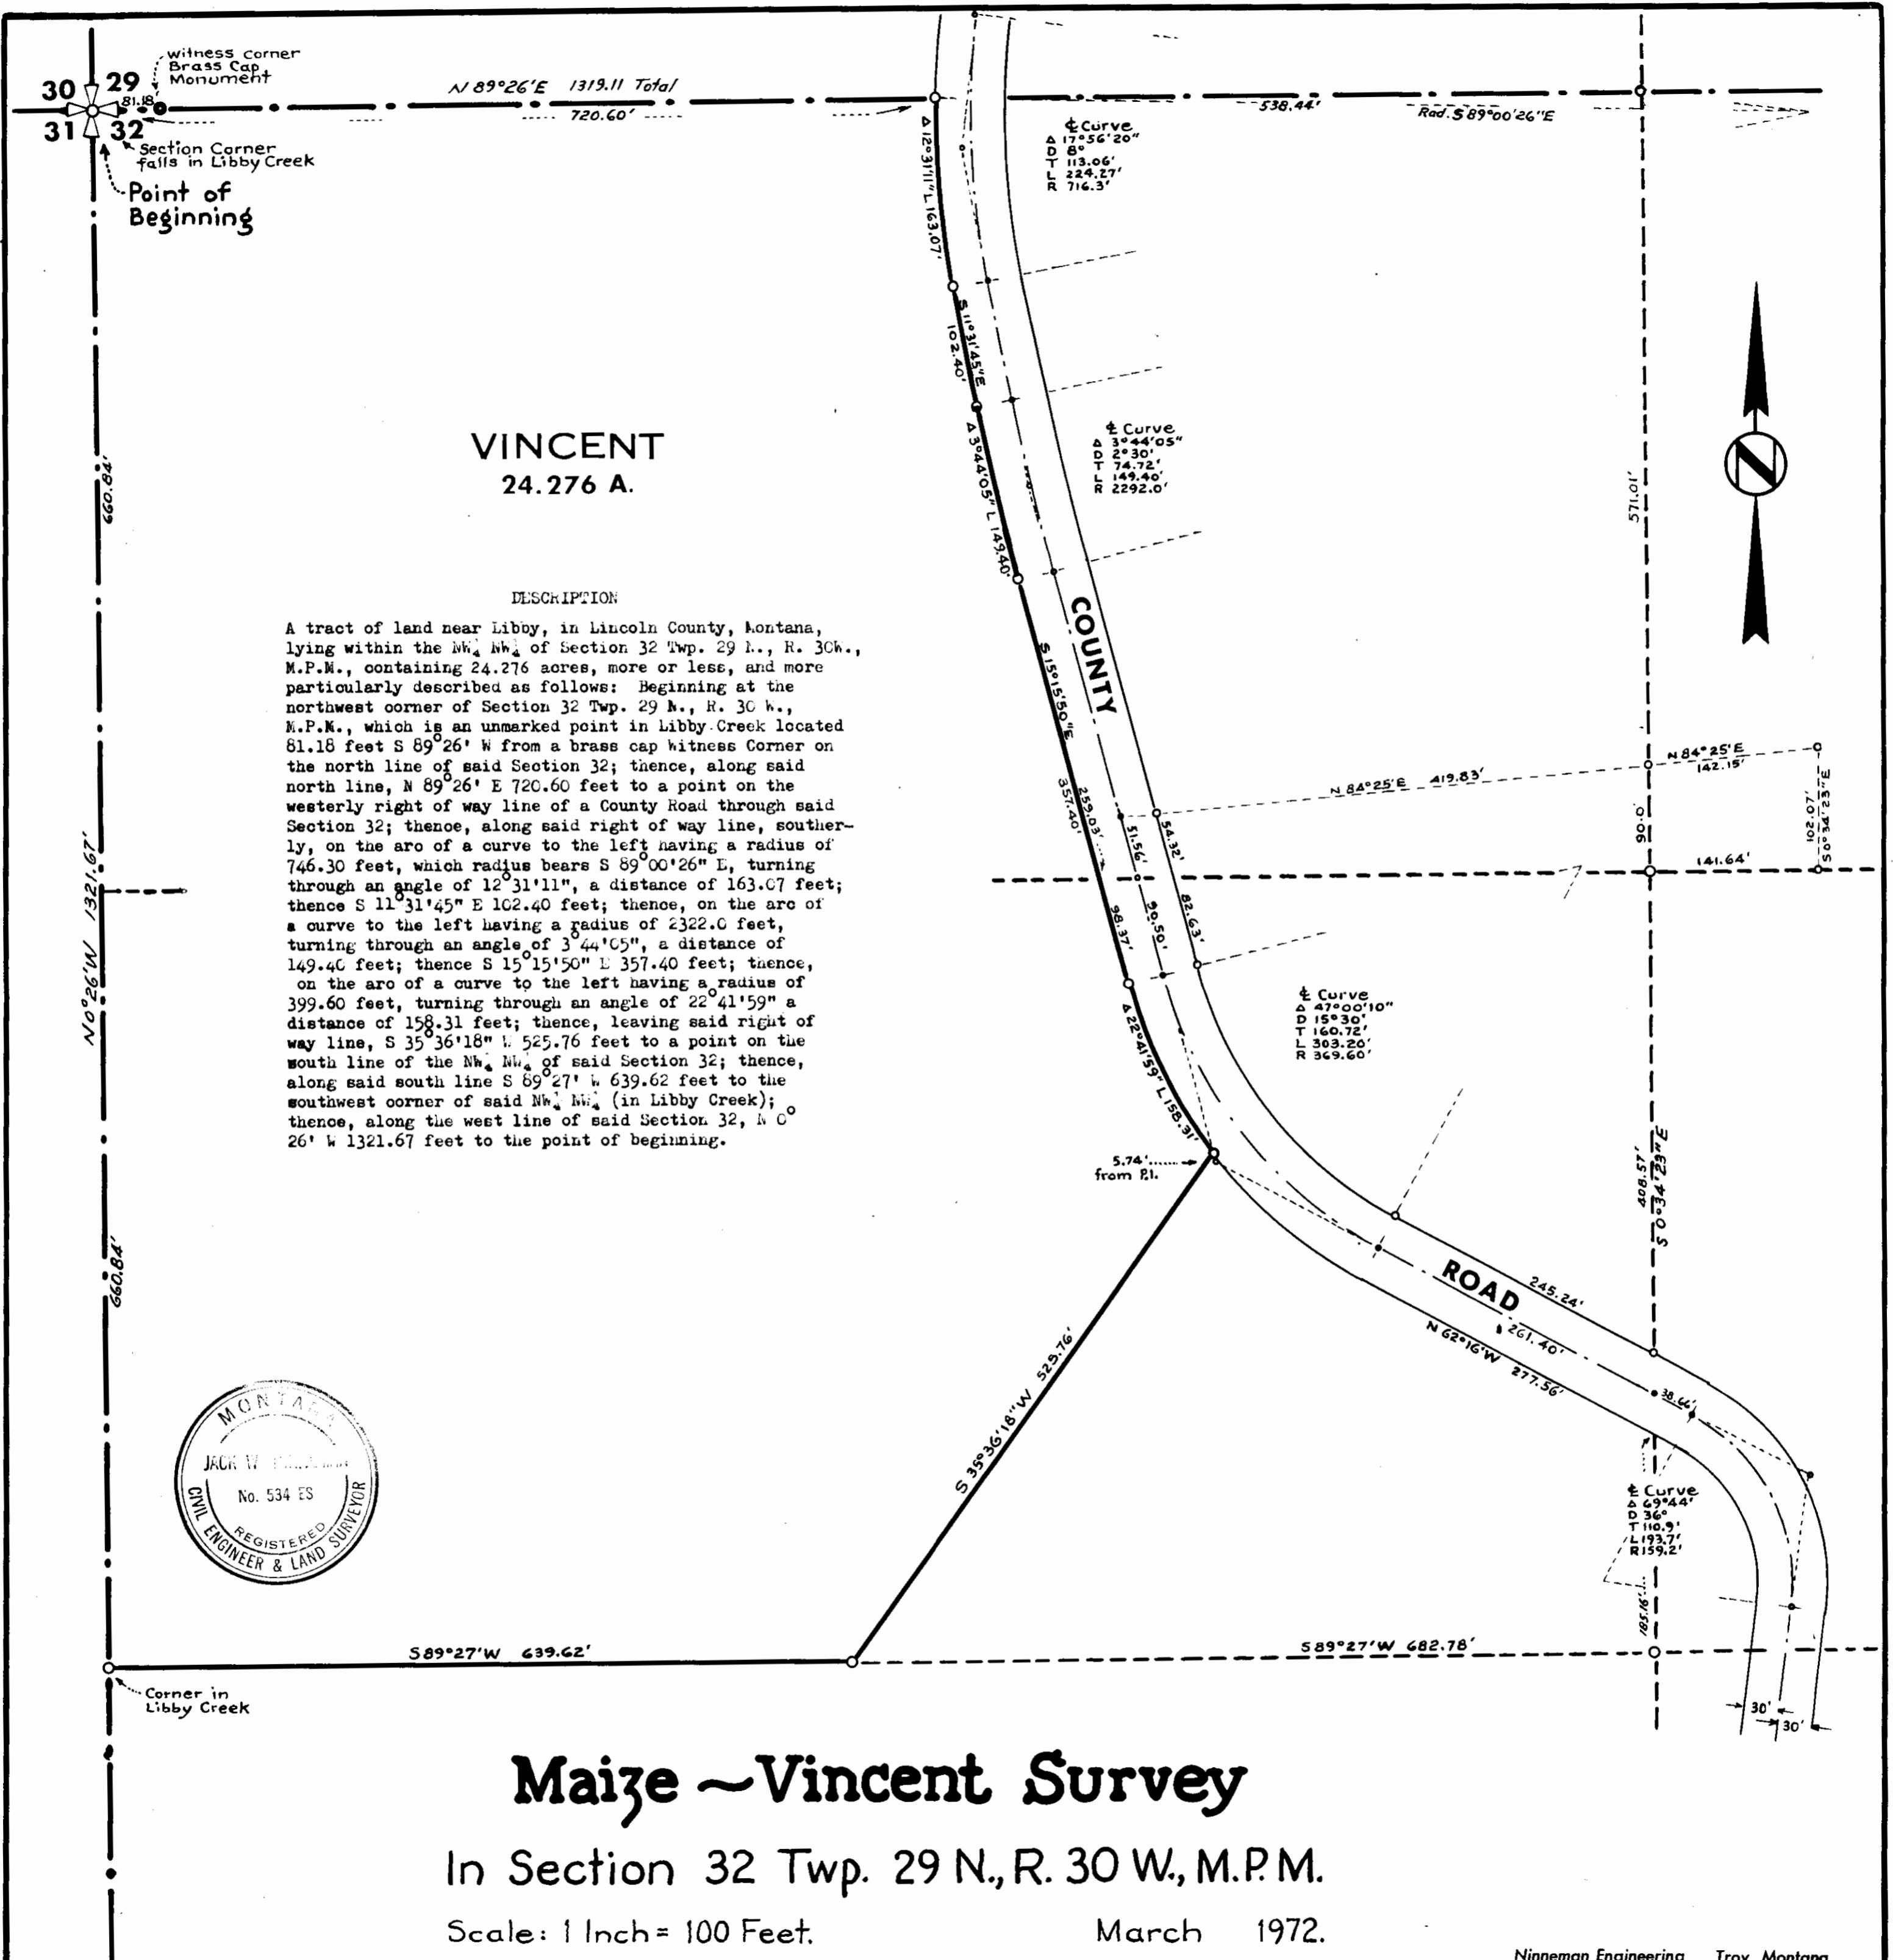 witness corner
Brass Cap
Monument
30 29
81.18
31 32
Section Corner
falls in Libby Creek
Point of
Beginning
N 89°26'E 1319.11 Total
720.60'
538.44'
Rad. S 89°00'26"E
℄ Curve
Δ 17°56'20"
D 8°
T 113.06'
L 224.27'
R 716.3'
Δ 12°31'11" L 163.07'
S 11°31'45"E
102.40'
℄ Curve
Δ 3°44'05"
D 2°30'
T 74.72'
L 149.40'
R 2292.0'
Δ 3°44'05" L 149.40'
N
VINCENT
24.276 A.
660.84'
571.01'
DESCRIPTION
A tract of land near Libby, in Lincoln County, Montana,
lying within the NW¼ NW¼ of Section 32 Twp. 29 N., R. 30W.,
M.P.M., containing 24.276 acres, more or less, and more
particularly described as follows: Beginning at the
northwest corner of Section 32 Twp. 29 N., R. 30 W.,
M.P.M., which is an unmarked point in Libby Creek located
81.18 feet S 89°26' W from a brass cap Witness Corner on
the north line of said Section 32; thence, along said
north line, N 89°26' E 720.60 feet to a point on the
westerly right of way line of a County Road through said
Section 32; thence, along said right of way line, souther-
ly, on the arc of a curve to the left having a radius of
746.30 feet, which radius bears S 89°00'26" E, turning
through an angle of 12°31'11", a distance of 163.07 feet;
thence S 11°31'45" E 102.40 feet; thence, on the arc of
a curve to the left having a radius of 2322.0 feet,
turning through an angle of 3°44'05", a distance of
149.40 feet; thence S 15°15'50" E 357.40 feet; thence,
on the arc of a curve to the left having a radius of
399.60 feet, turning through an angle of 22°41'59" a
distance of 158.31 feet; thence, leaving said right of
way line, S 35°36'18" W 525.76 feet to a point on the
south line of the NW¼ NW¼ of said Section 32; thence,
along said south line S 89°27' W 639.62 feet to the
southwest corner of said NW¼ NW¼ (in Libby Creek);
thence, along the west line of said Section 32, N 0°
26' W 1321.67 feet to the point of beginning.
N 0°26'W 1321.67'
COUNTY
S 15°15'50"E
357.40'
259.03'
51.56'
54.32'
N 84°25'E 419.83'
N 84°25'E
142.15'
90.0'
102.07'
S 0°34'23"E
141.64'
98.37'
90.50'
82.63'
℄ Curve
Δ 47°00'10"
D 15°30'
T 160.72'
L 303.20'
R 369.60'
Δ 22°41'59" L 158.31'
5.74'
from P.I.
408.57'
S 0°34'23"E
660.84'
ROAD
245.24'
261.40'
N 62°16'W 277.56'
38.66'
S 35°36'18"W 525.76'
℄ Curve
Δ 69°44'
D 36°
T 110.9'
L 193.7'
R 159.2'
185.16'
MONTANA
JACK W
No. 534 ES
REGISTERED
CIVIL ENGINEER & LAND SURVEYOR
S89°27'W 639.62'
S89°27'W 682.78'
Corner in
Libby Creek
30'
30'
Maize ~ Vincent Survey
In Section 32 Twp. 29 N., R. 30 W., M.P.M.
Scale: 1 Inch = 100 Feet. March 1972.
Ninneman Engineering Troy, Montana